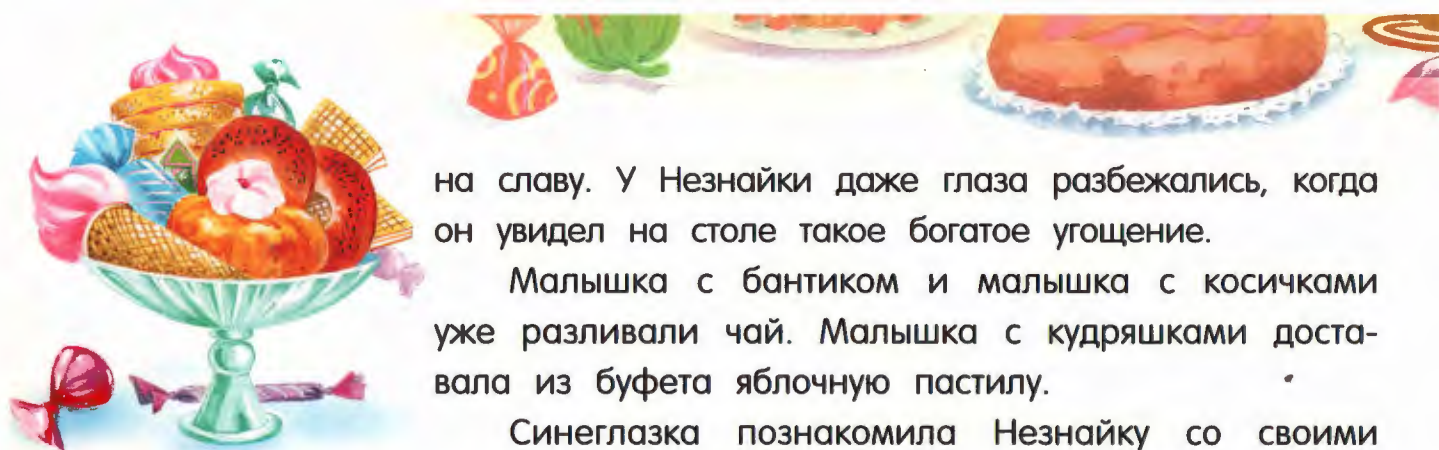 на славу. У Незнайки даже глаза разбежались, когда
он увидел на столе такое богатое угощение.
Малышка с бантиком и малышка с косичками
уже разливали чай. Малышка с кудряшками доста-
вала из буфета яблочную пастилу.
Синеглазка познакомила Незнайку со своими